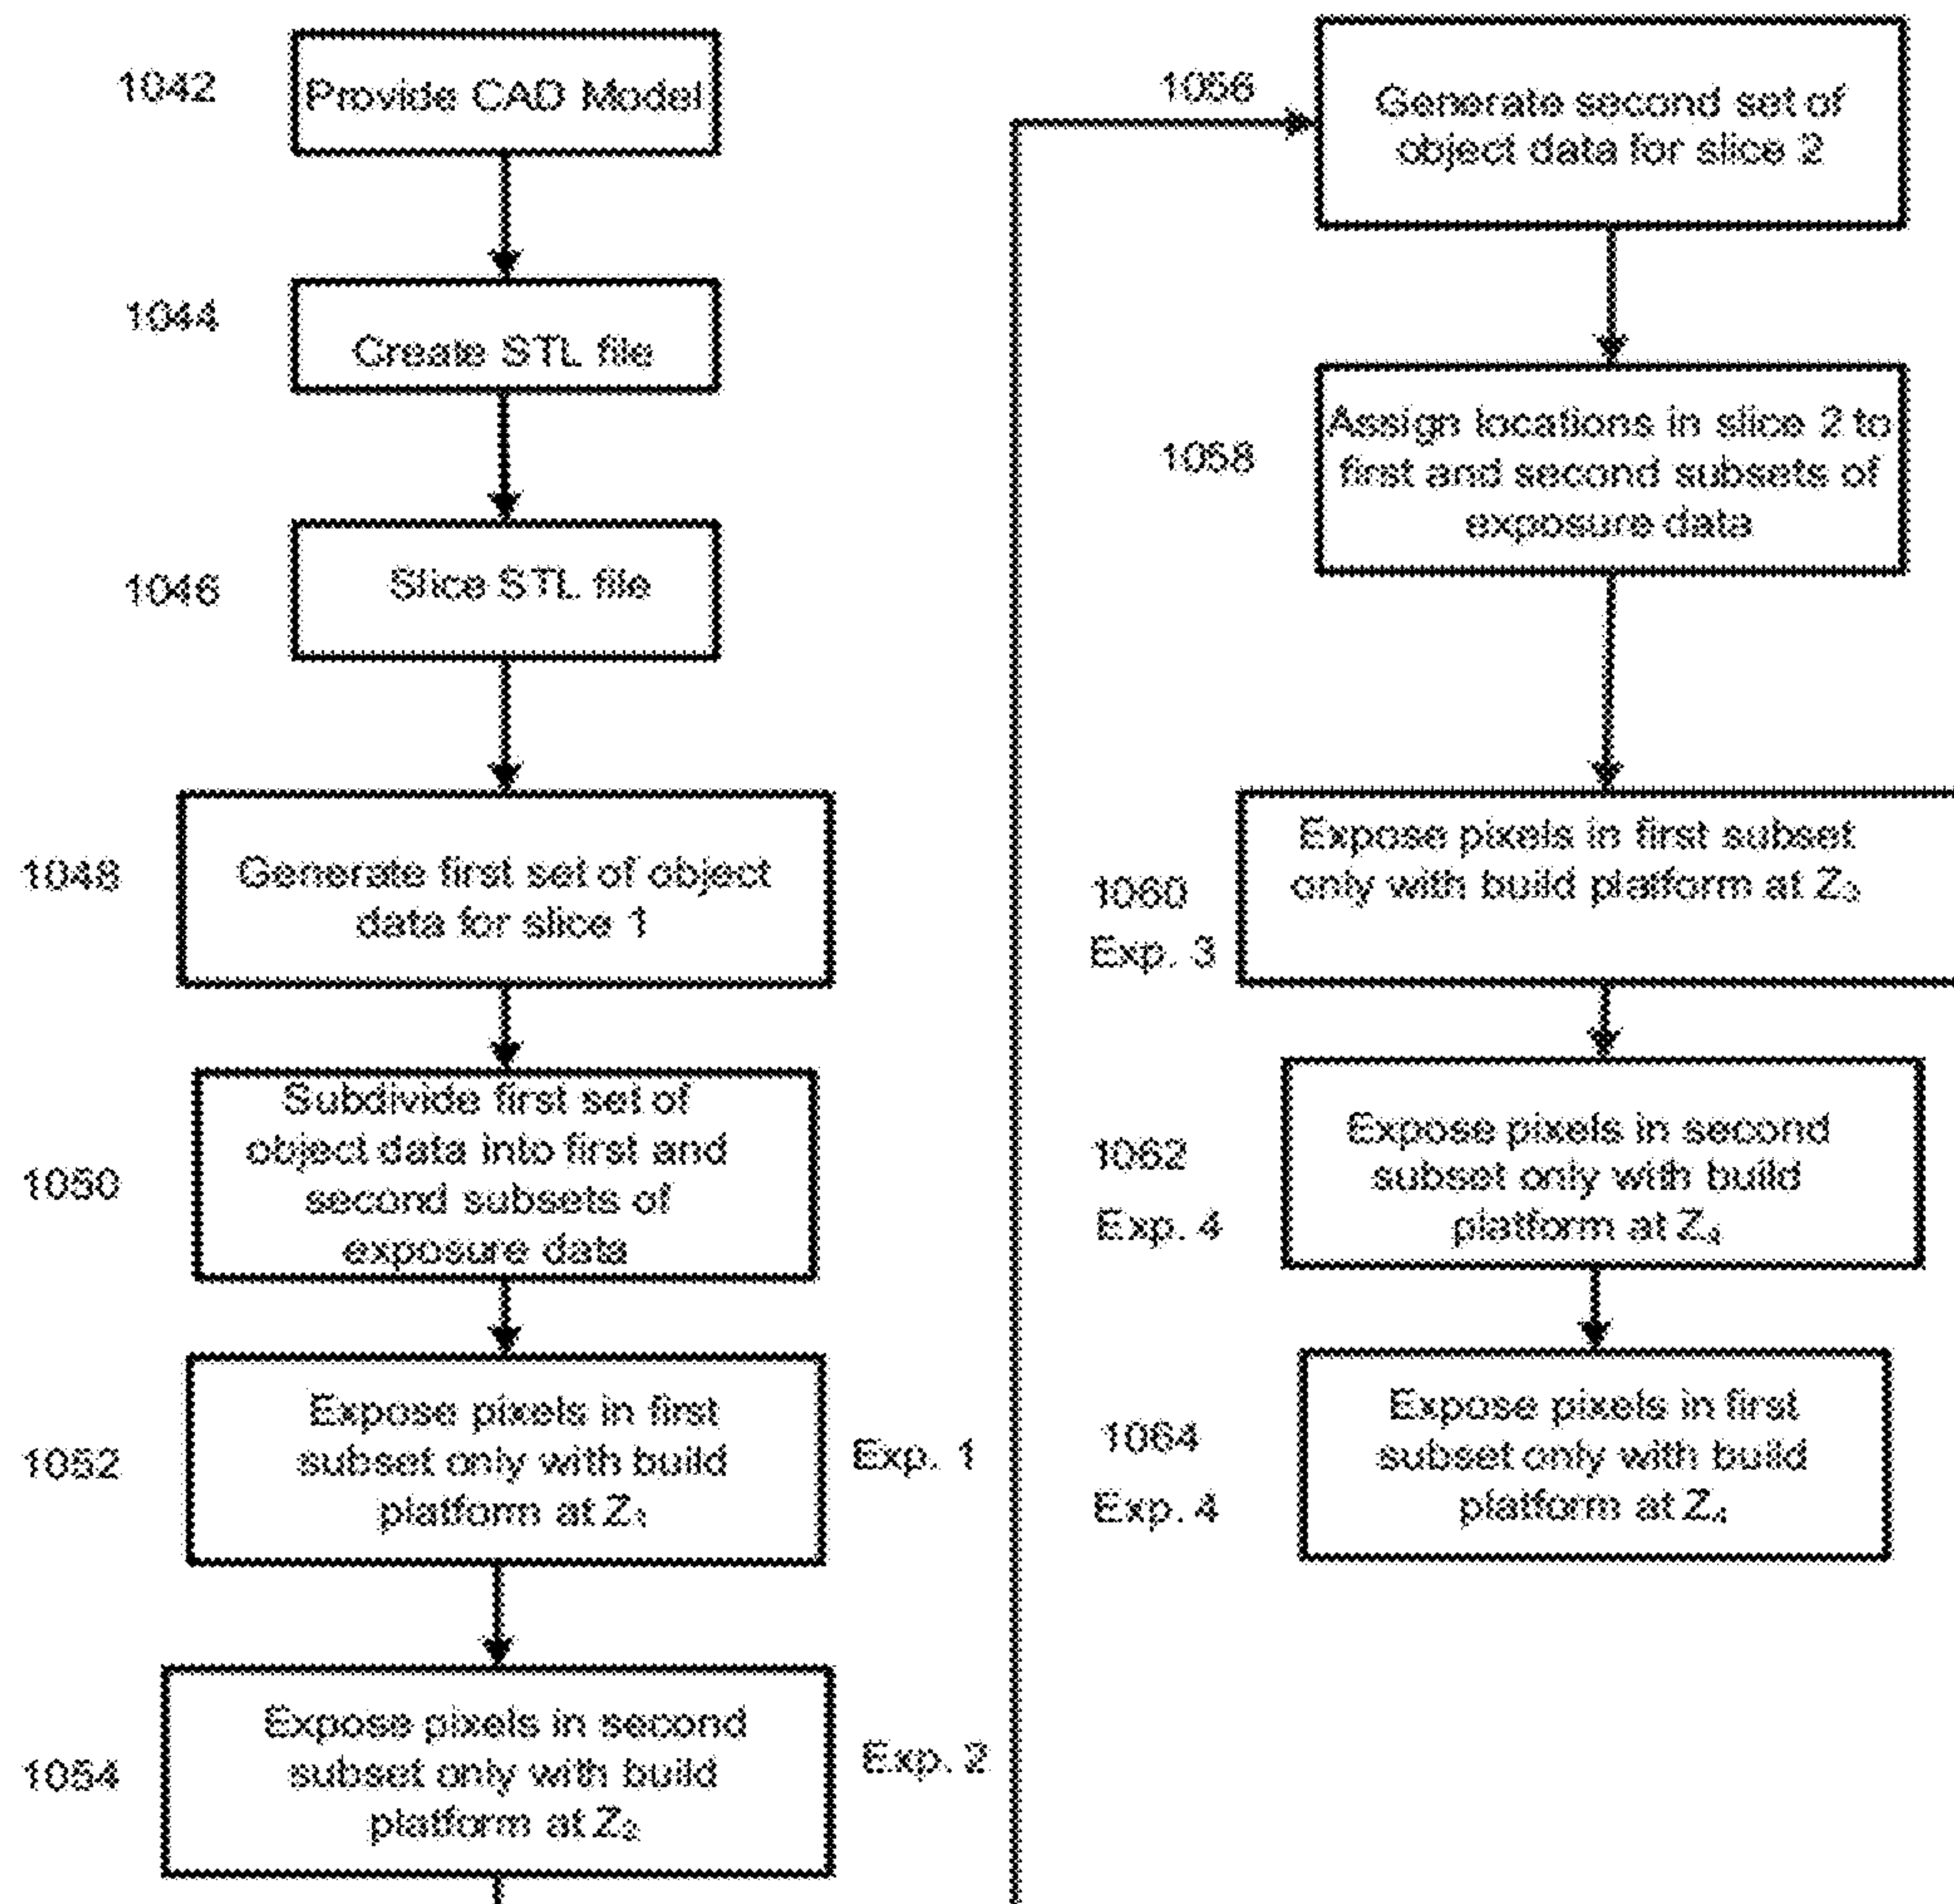 1042
Provide CAD Model
1044
Create STL file
1046
Slice STL file
1048
Generate first set of object
data for slice 1
1050
Subdivide first set of
object data into first and
second subsets of
exposure data
1052
Expose pixels in first
subset only with build
platform at Z₁
Exp. 1
1054
Expose pixels in second
subset only with build
platform at Z₂
Exp. 2
1056
Generate second set of
object data for slice 2
1058
Assign locations in slice 2 to
first and second subsets of
exposure data
1060
Exp. 3
Expose pixels in first subset
only with build platform at Z₃
1062
Exp. 4
Expose pixels in second
subset only with build
platform at Z₄
1064
Exp. 4
Expose pixels in first
subset only with build
platform at Z₄